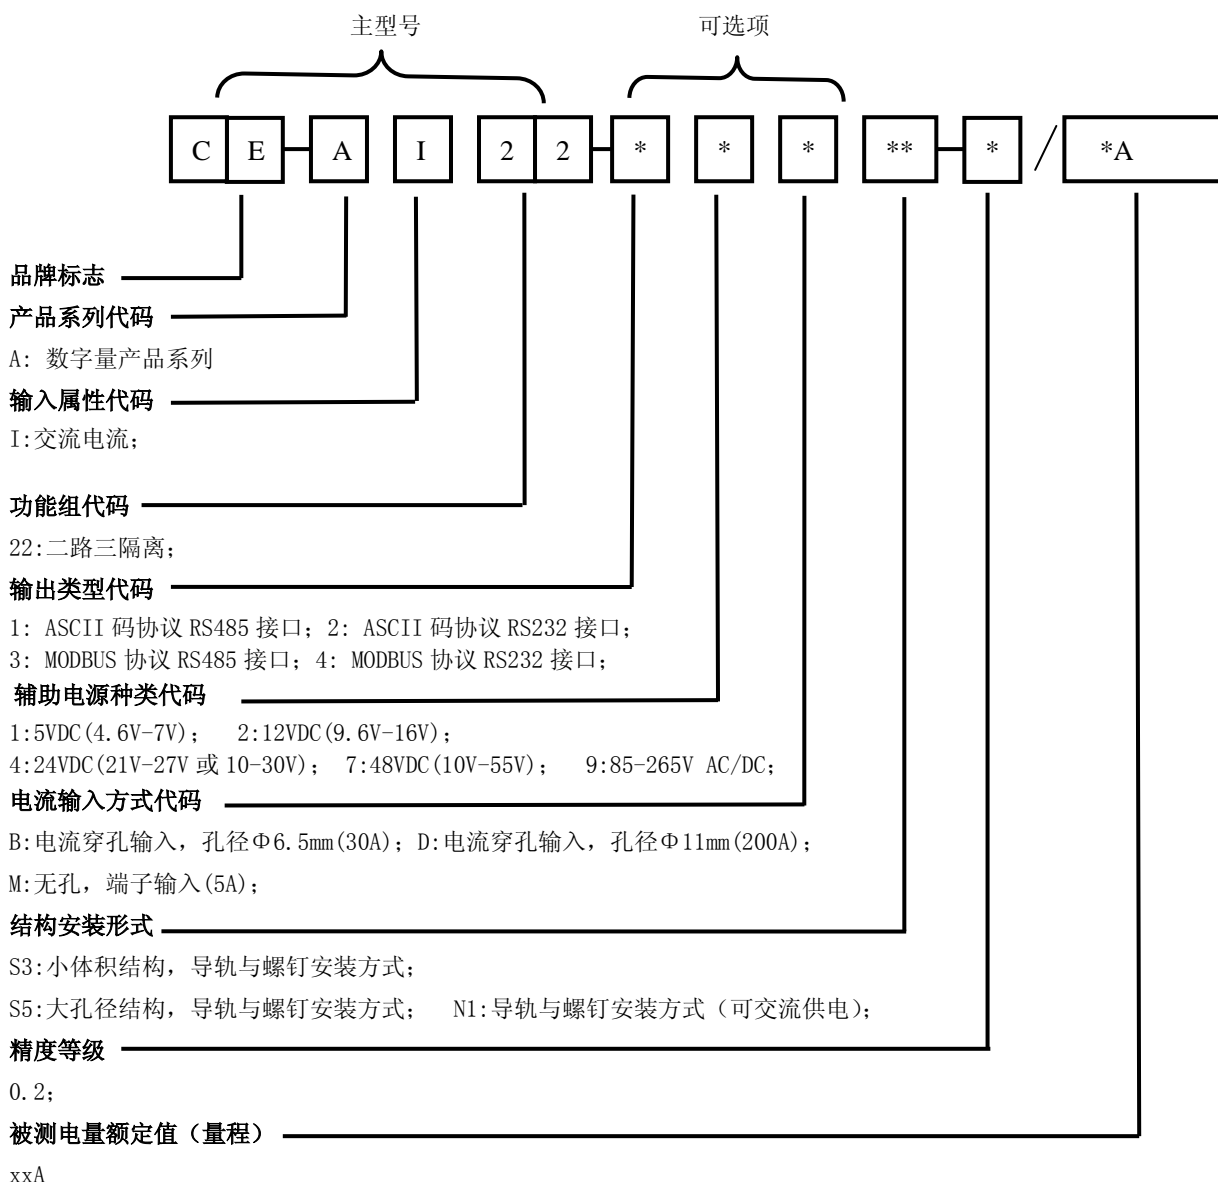 主型号 可选项
C E A I 2 2 * * * ** * / *A
品牌标志
产品系列代码
A: 数字量产品系列
输入属性代码
I:交流电流;
功能组代码
22:二路三隔离;
输出类型代码
1: ASCII 码协议 RS485 接口; 2: ASCII 码协议 RS232 接口;
3: MODBUS 协议 RS485 接口; 4: MODBUS 协议 RS232 接口;
辅助电源种类代码
1:5VDC(4.6V-7V); 2:12VDC(9.6V-16V);
4:24VDC(21V-27V 或 10-30V); 7:48VDC(10V-55V); 9:85-265V AC/DC;
电流输入方式代码
B:电流穿孔输入，孔径Φ6.5mm(30A); D:电流穿孔输入，孔径Φ11mm(200A);
M:无孔，端子输入(5A);
结构安装形式
S3:小体积结构，导轨与螺钉安装方式;
S5:大孔径结构，导轨与螺钉安装方式; N1:导轨与螺钉安装方式（可交流供电);
精度等级
0.2;
被测电量额定值（量程）
xxA